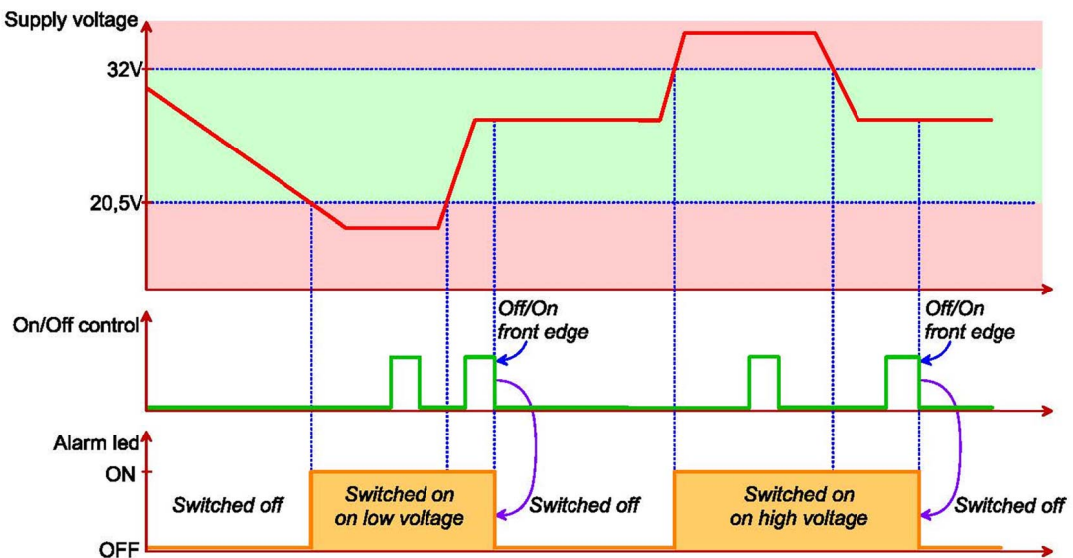 Supply voltage
32V
20,5V
On/Off control
Off/On
front edge
Off/On
front edge
Alarm led
ON
OFF
Switched off
Switched on
on low voltage
Switched off
Switched on
on high voltage
Switched off